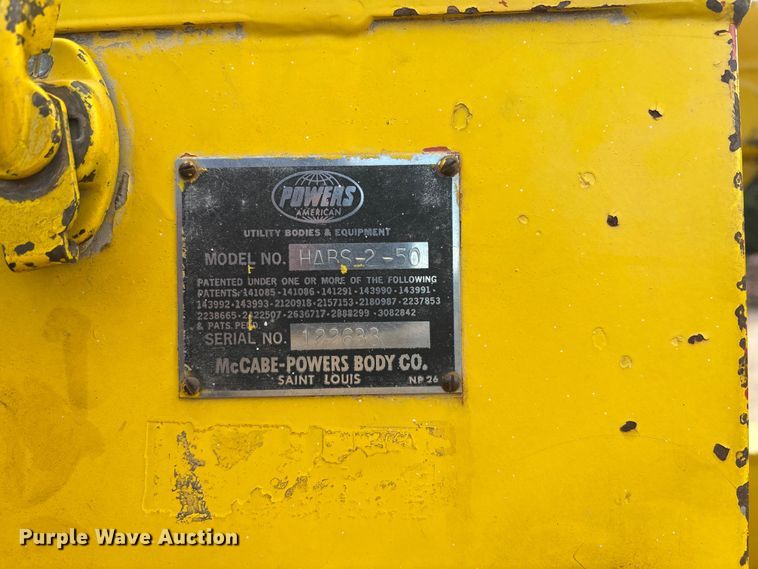 POWERS
AMERICAN
UTILITY BODIES & EQUIPMENT
MODEL NO. HABS-2-50
PATENTED UNDER ONE OR MORE OF THE FOLLOWING
PATENTS: 141085 - 141086 - 141291 - 143990 - 143991 -
143992 - 143993 - 2120918 - 2157153 - 2180987 - 2237853
2238665 - 2422507 - 2636717 - 2888299 - 3082842
& PATS. PEND.
SERIAL NO. 122638
McCABE-POWERS BODY CO.
SAINT LOUIS NP 26
Purple Wave Auction